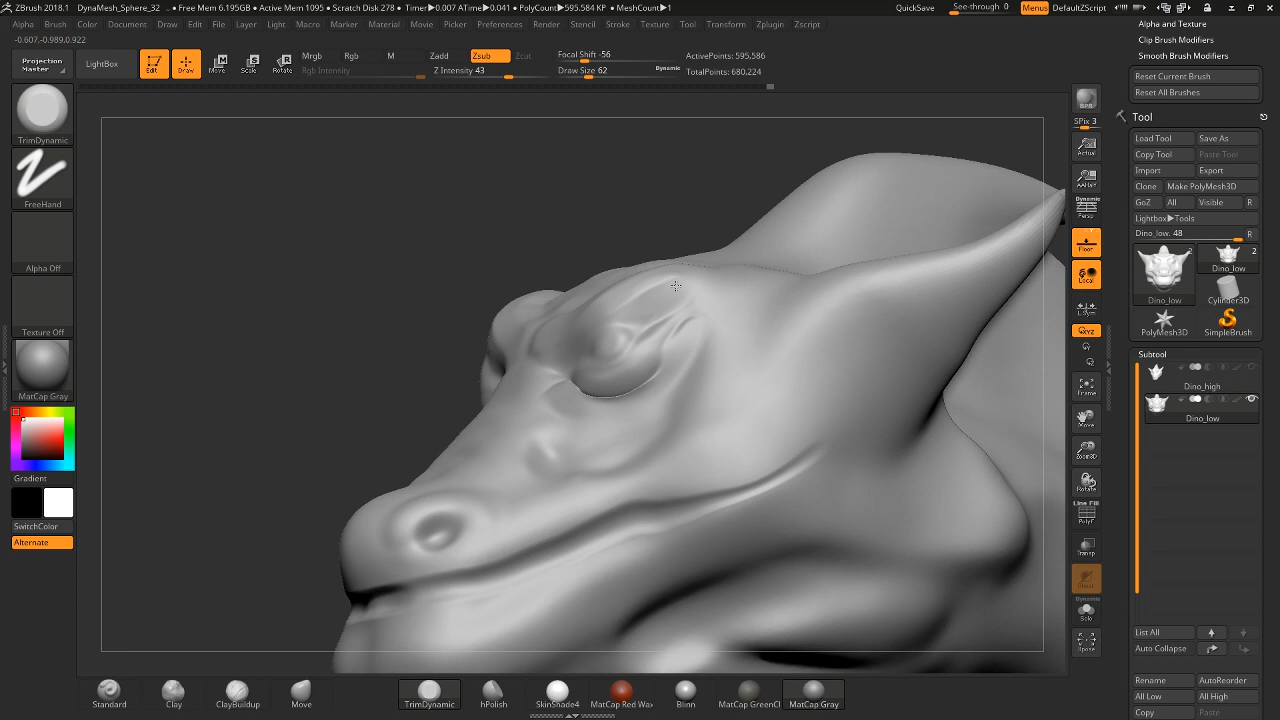 ZBrush 2018.1 DynaMesh_Sphere_32 .. • Free Mem 6.195GB • Active Mem 1095 • Scratch Disk 278 • Timer▶0.007 ATime▶0.041 • PolyCount▶595.584 KP • MeshCount▶1 QuickSave See-through 0 Menus DefaultZScript
Alpha Brush Color Document Draw Edit File Layer Light Macro Marker Material Movie Picker Preferences Render Stencil Stroke Texture Tool Transform Zplugin Zscript
-0.607,-0.989,0.922
Projection Master
LightBox
Edit Draw Move Scale Rotate
Mrgb Rgb M Zadd Zsub Zcut
Rgb Intensity Z Intensity 43
Focal Shift -56
Draw Size 62 Dynamic
ActivePoints: 595,586
TotalPoints: 680,224
TrimDynamic
FreeHand
Alpha Off
Texture Off
MatCap Gray
Gradient
SwitchColor
Alternate
BPR
SPix 3
Actual
AAHalf
Dynamic
Persp
Floor
Local
L.Sym
XYZ
Frame
Move
Zoom3D
Rotate
Line Fill
PolyF
Transp
Ghost
Dynamic
Solo
Xpose
Alpha and Texture
Clip Brush Modifiers
Smooth Brush Modifiers
Reset Current Brush
Reset All Brushes
Tool
Load Tool Save As
Copy Tool Paste Tool
Import Export
Clone Make PolyMesh3D
GoZ All Visible R
Lightbox▶Tools
Dino_low. 48 R
2 2
Dino_low
Dino_low Cylinder3D
PolyMesh3D SimpleBrush
Subtool
Dino_high
Dino_low
List All
Auto Collapse
Rename AutoReorder
All Low All High
Copy Paste
Standard Clay ClayBuildup Move TrimDynamic hPolish SkinShade4 MatCap Red Wax Blinn MatCap GreenCl MatCap Gray